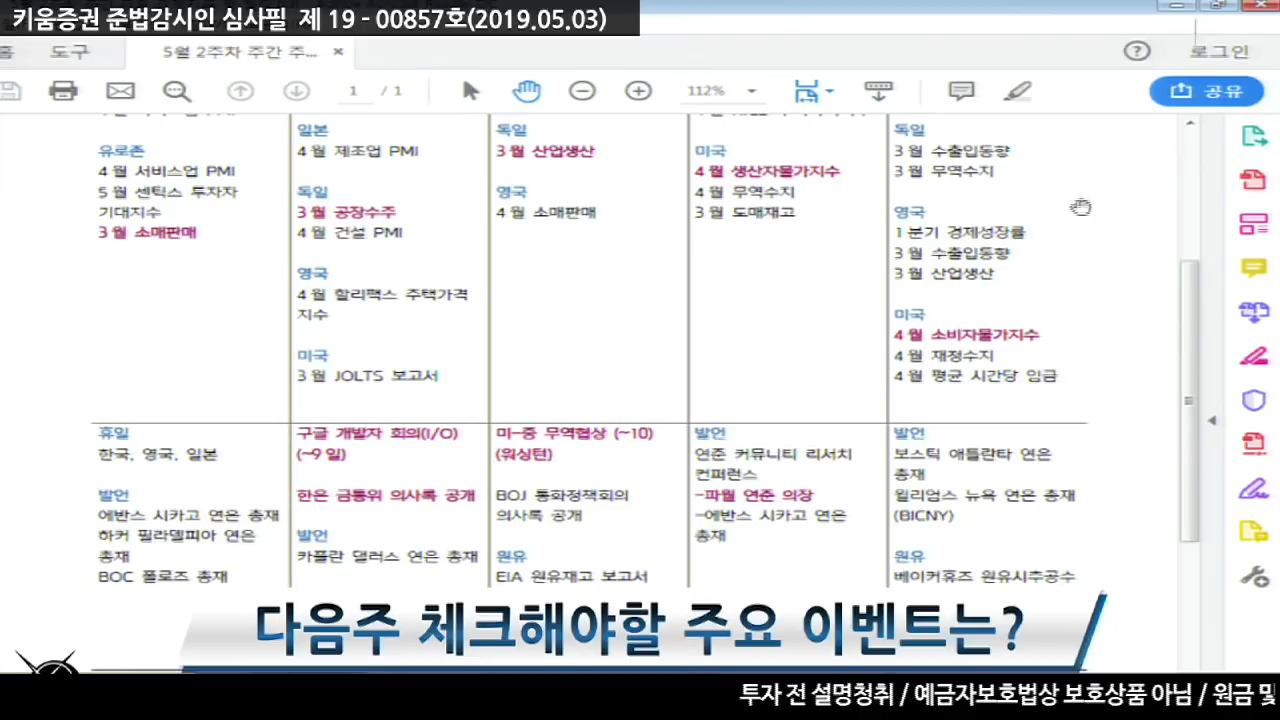 키움증권 준법감시인 심사필 제 19 - 00857호(2019.05.03)
홈 도구 5월 2주차 주간 주... × ? 로그인
1 / 1 112% 공유
유로존
4월 서비스업 PMI
5월 센틱스 투자자
기대지수
3월 소매판매
일본
4월 제조업 PMI
독일
3월 공장수주
4월 건설 PMI
영국
4월 할리팩스 주택가격
지수
미국
3월 JOLTS 보고서
독일
3월 산업생산
영국
4월 소매판매
미국
4월 생산자물가지수
4월 무역수지
3월 도매재고
독일
3월 수출입동향
3월 무역수지
영국
1분기 경제성장률
3월 수출입동향
3월 산업생산
미국
4월 소비자물가지수
4월 재정수지
4월 평균 시간당 임금
휴일
한국, 영국, 일본
발언
에반스 시카고 연은 총재
하커 필라델피아 연은
총재
BOC 폴로즈 총재
구글 개발자 회의(I/O)
(~9일)
한은 금통위 의사록 공개
발언
카플란 댈러스 연은 총재
미-중 무역협상 (~10)
(워싱턴)
BOJ 통화정책회의
의사록 공개
원유
EIA 원유재고 보고서
발언
연준 커뮤니티 리서치
컨퍼런스
-파월 연준 의장
-에반스 시카고 연은
총재
발언
보스틱 애틀란타 연은
총재
윌리엄스 뉴욕 연은 총재
(BICNY)
원유
베이커휴즈 원유시추공수
다음주 체크해야할 주요 이벤트는?
투자 전 설명청취 / 예금자보호법상 보호상품 아님 / 원금 및